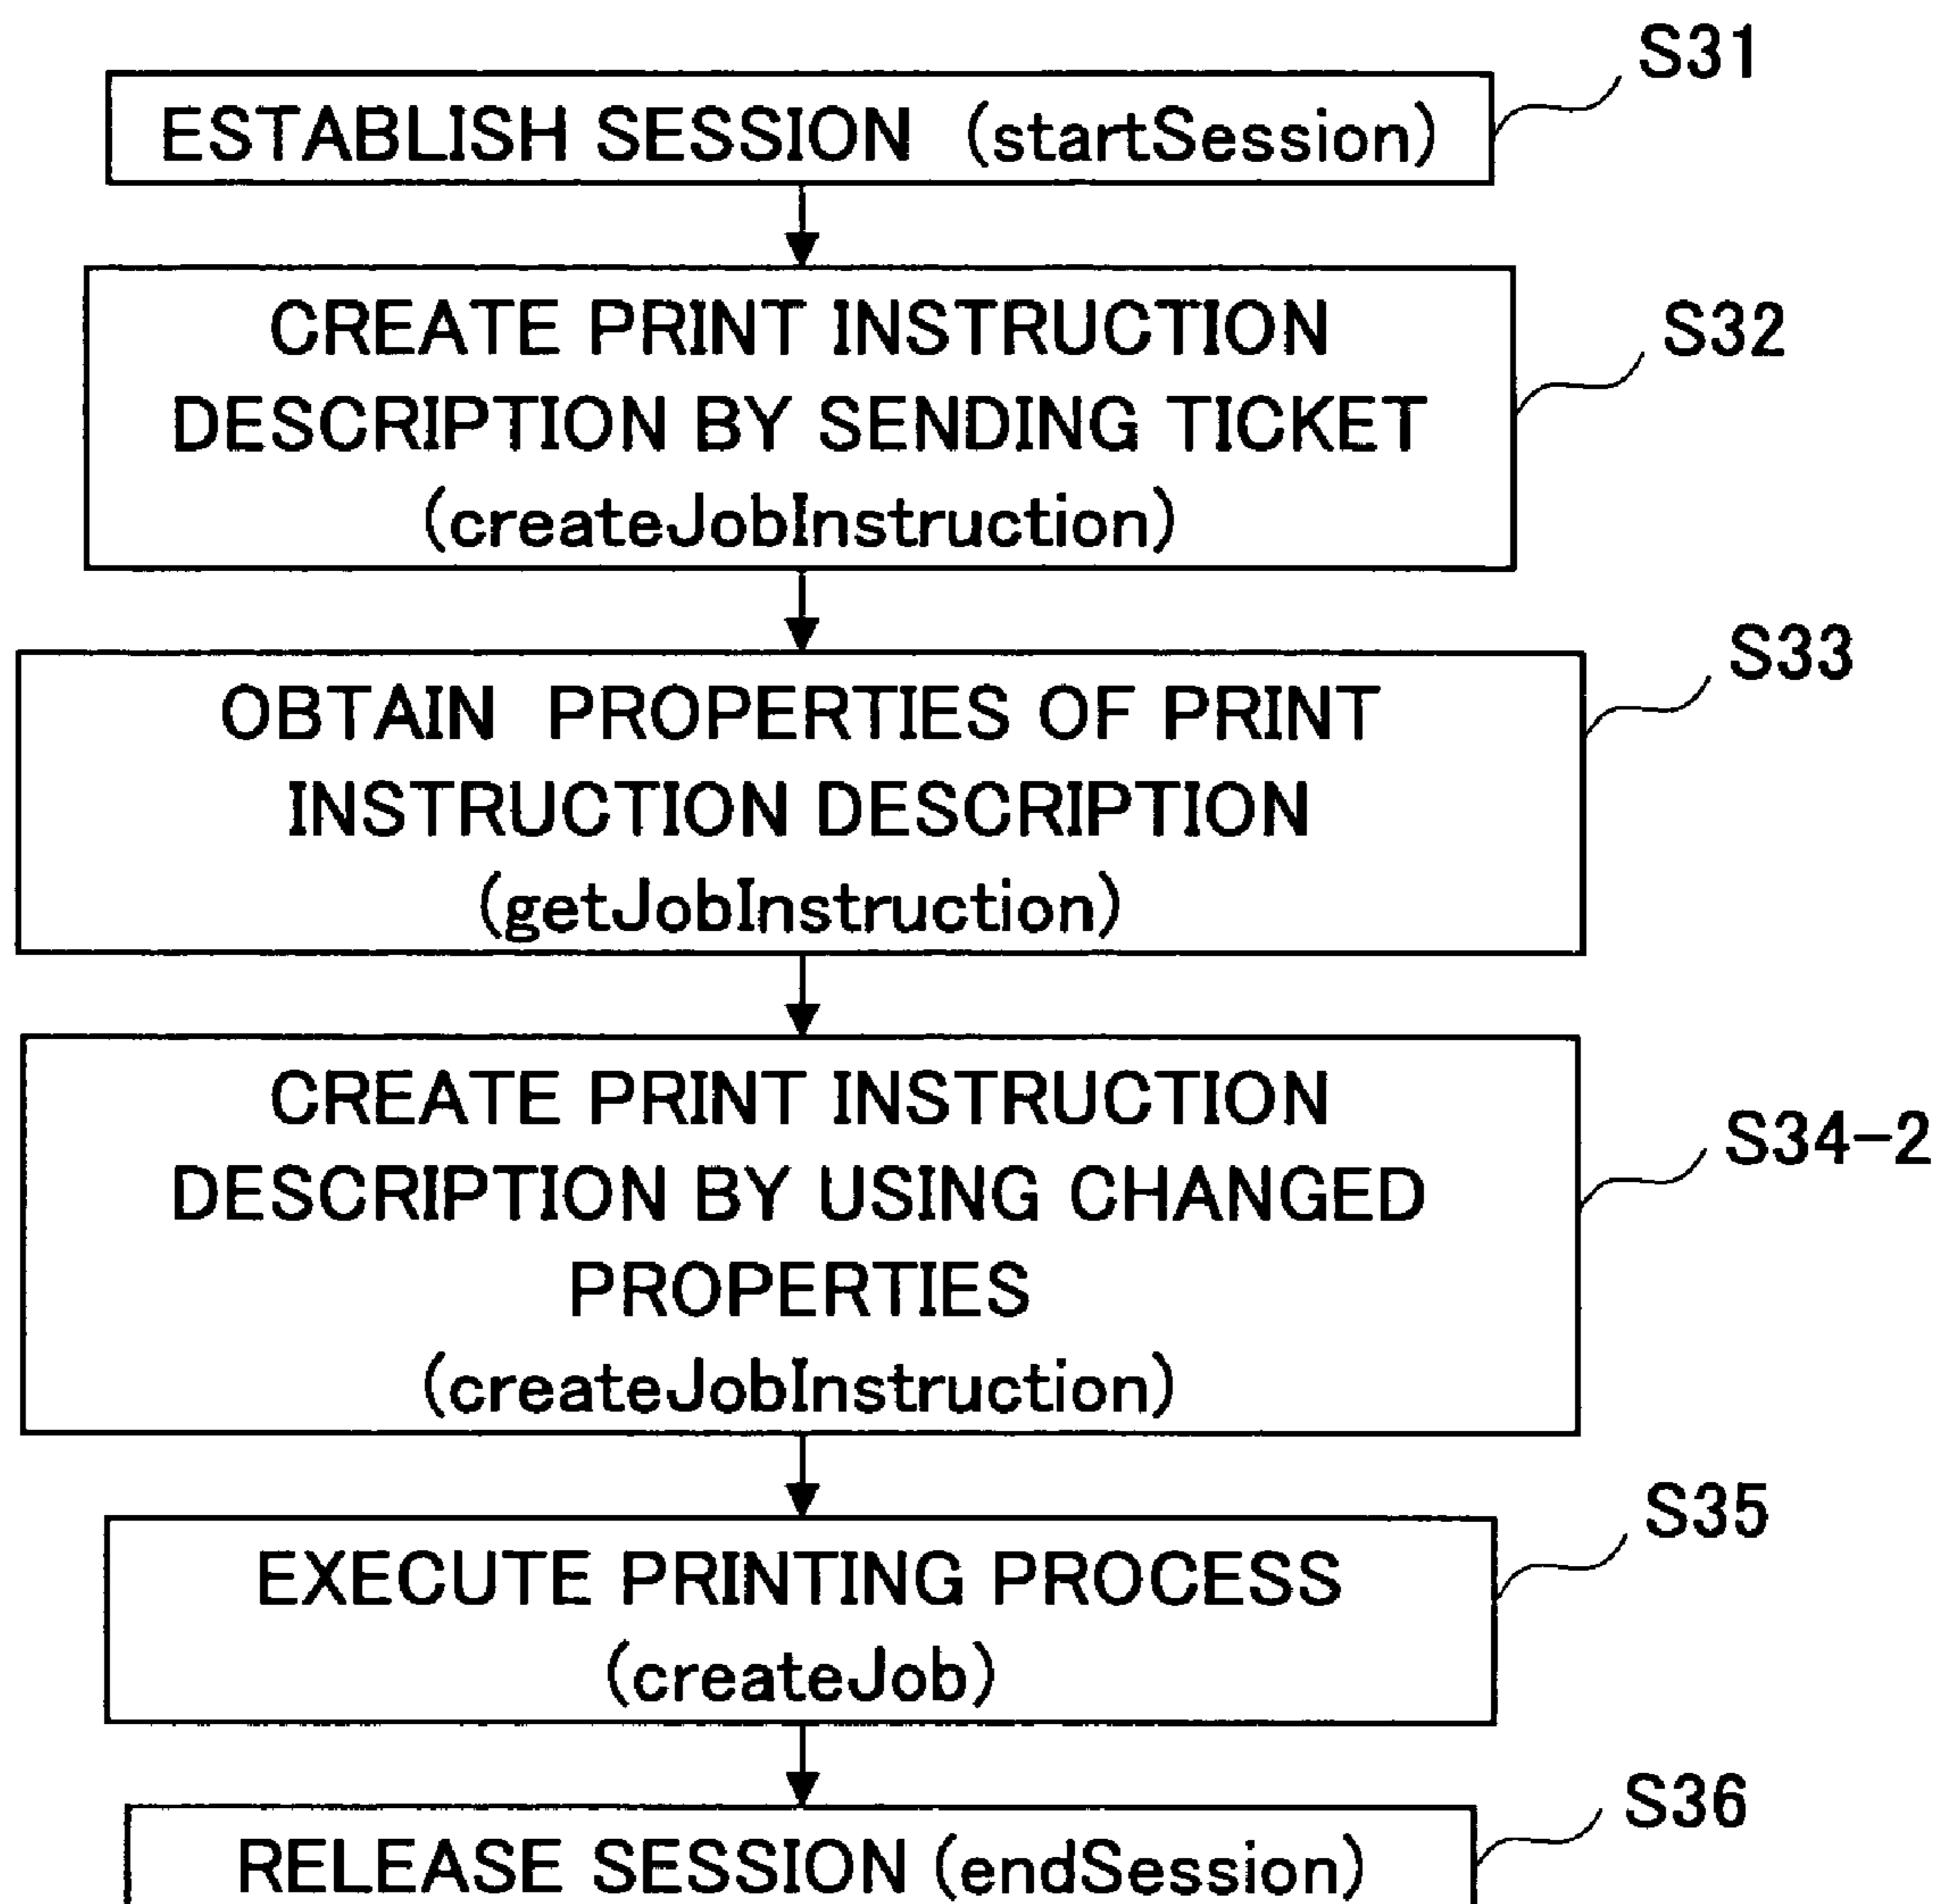 S31
ESTABLISH SESSION (startSession)
CREATE PRINT INSTRUCTION
S32
DESCRIPTION BY SENDING TICKET
(createJobInstruction)
S33
OBTAIN PROPERTIES OF PRINT
INSTRUCTION DESCRIPTION
(getJobInstruction)
CREATE PRINT INSTRUCTION
S34-2
DESCRIPTION BY USING CHANGED
PROPERTIES
(createJobInstruction)
S35
EXECUTE PRINTING PROCESS
(createJob)
S36
RELEASE SESSION (endSession)